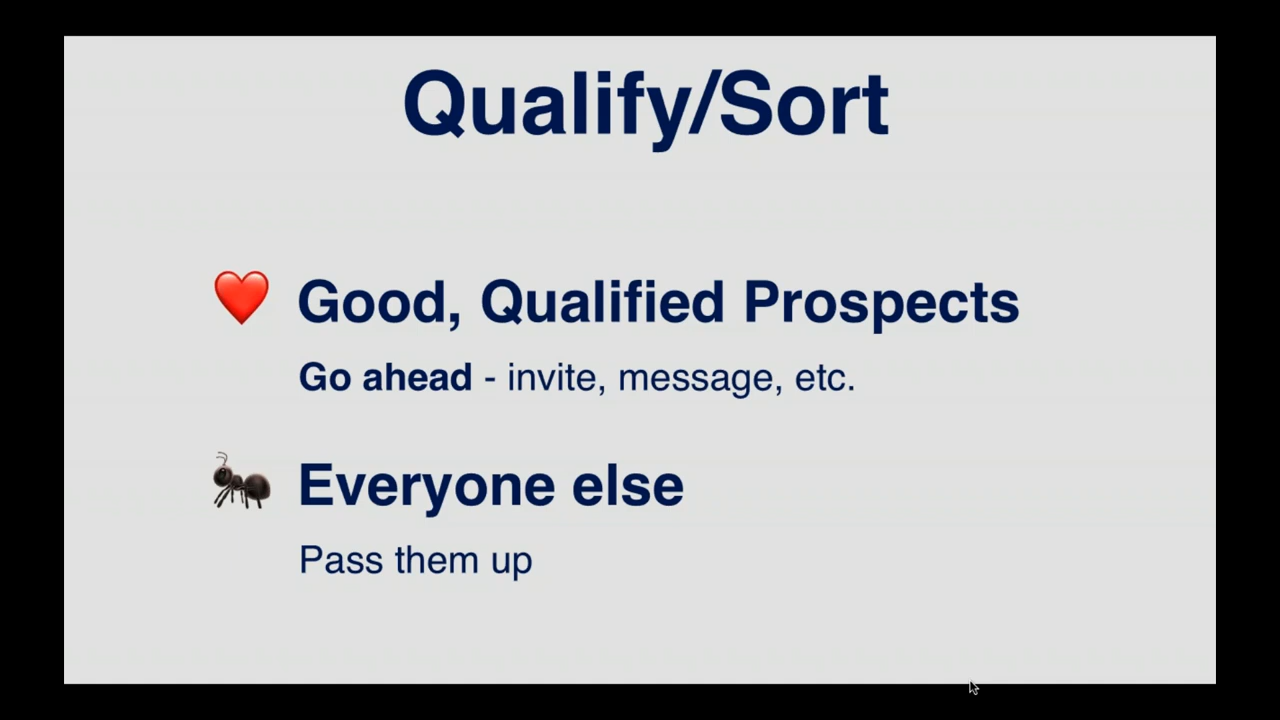 Qualify/Sort
❤️ Good, Qualified Prospects
Go ahead - invite, message, etc.
🐜 Everyone else
Pass them up